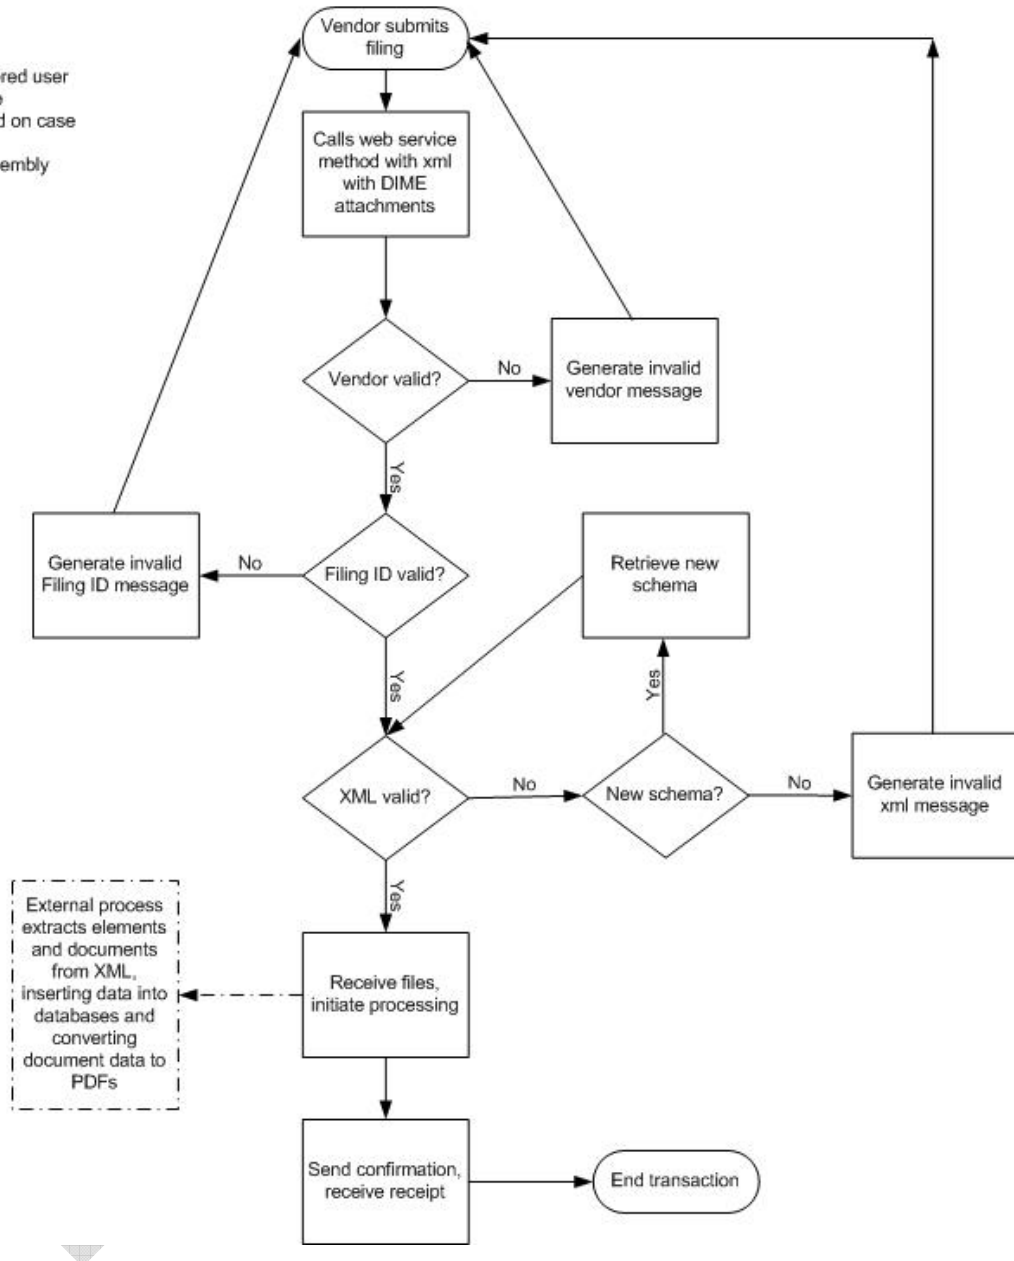 Vendor submits
filing
red user
d on case
embly
Calls web service
method with xml
with DIME
attachments
Vendor valid?
No
Generate invalid
vendor message
Yes
Generate invalid
Filing ID message
No
Filing ID valid?
Retrieve new
schema
Yes
Yes
XML valid?
No
New schema?
No
Generate invalid
xml message
Yes
External process
extracts elements
and documents
from XML,
inserting data into
databases and
converting
document data to
PDFs
Receive files,
initiate processing
Send confirmation,
receive receipt
End transaction